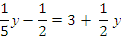 1/5 y − 1/2 = 3 + 1/2 y